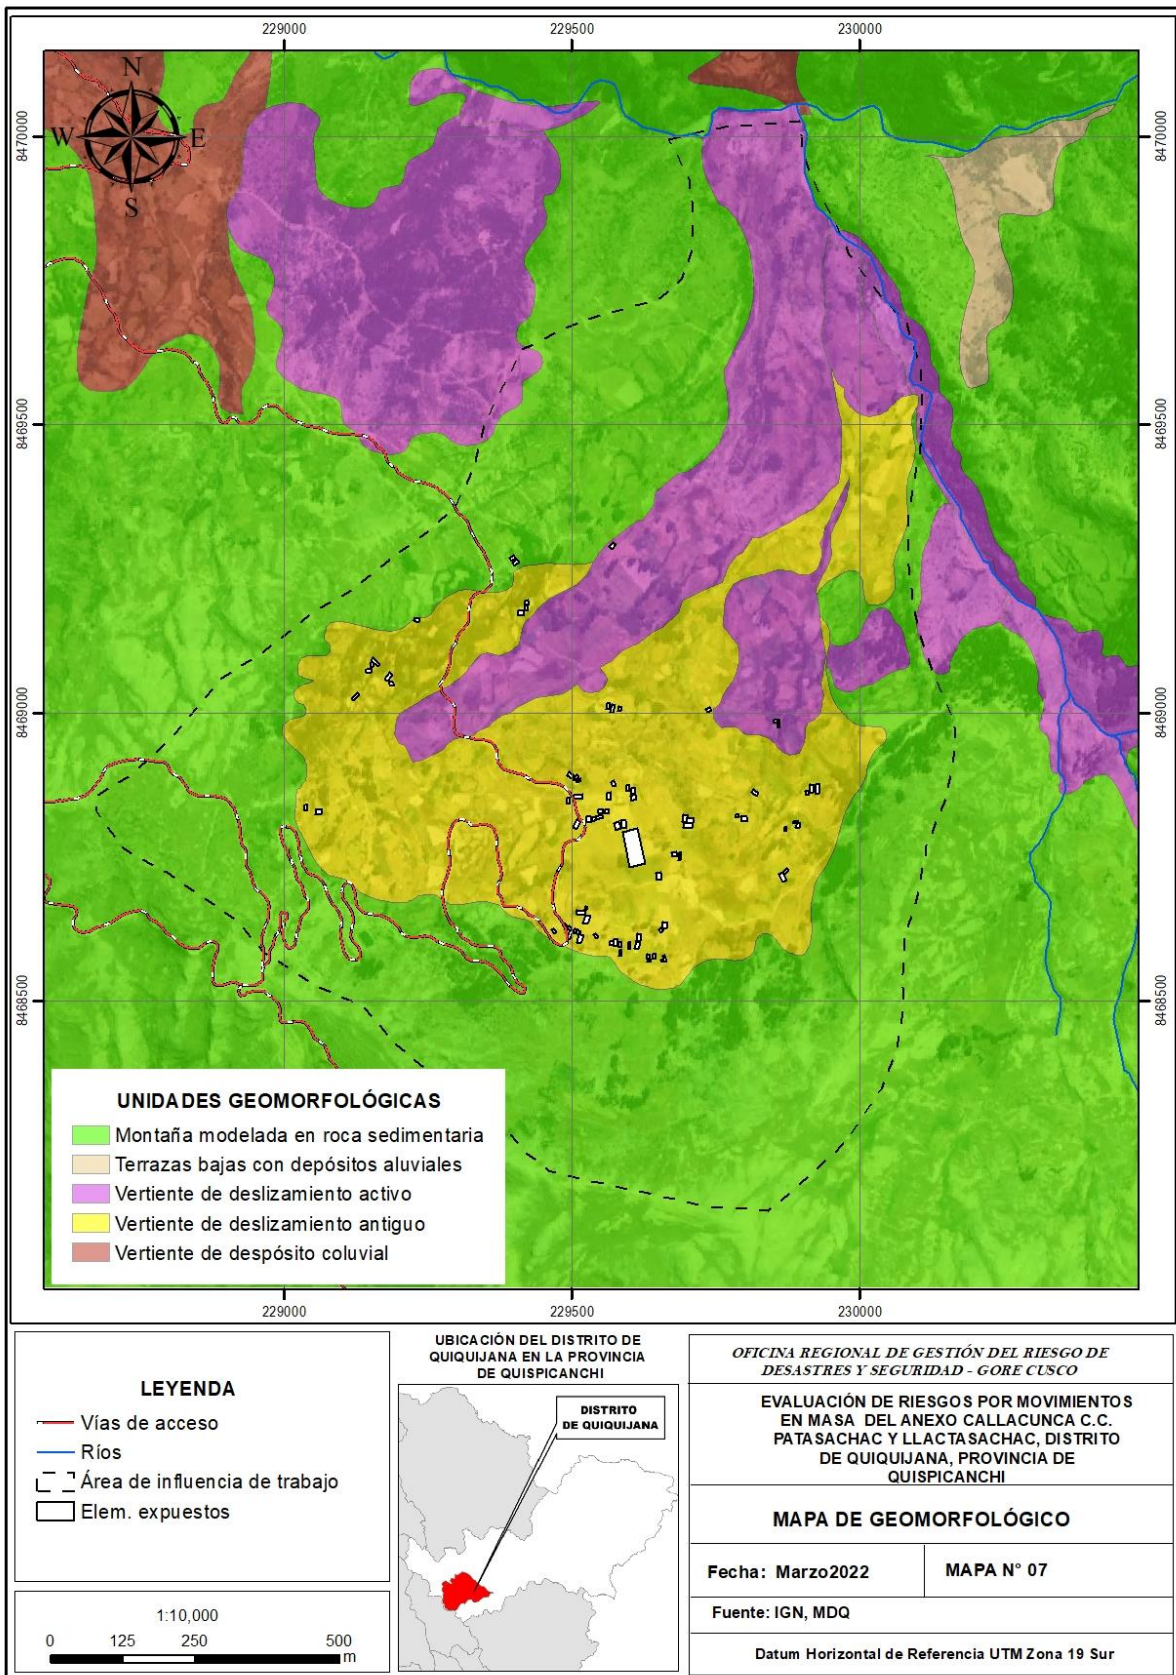 229000
229500
230000
8470000
8470000
N
W
E
S
8469500
8469500
8469000
8469000
8468500
8468500
UNIDADES GEOMORFOLÓGICAS
Montaña modelada en roca sedimentaria
Terrazas bajas con depósitos aluviales
Vertiente de deslizamiento activo
Vertiente de deslizamiento antiguo
Vertiente de despósito coluvial
229000
229500
230000
LEYENDA
Vías de acceso
Ríos
Área de influencia de trabajo
Elem. expuestos
1:10,000
0 125 250 500
m
UBICACIÓN DEL DISTRITO DE
QUIQUIJANA EN LA PROVINCIA
DE QUISPICANCHI
DISTRITO
DE QUIQUIJANA
OFICINA REGIONAL DE GESTIÓN DEL RIESGO DE
DESASTRES Y SEGURIDAD - GORE CUSCO
EVALUACIÓN DE RIESGOS POR MOVIMIENTOS
EN MASA DEL ANEXO CALLACUNCA C.C.
PATASACHAC Y LLACTASACHAC, DISTRITO
DE QUIQUIJANA, PROVINCIA DE
QUISPICANCHI
MAPA DE GEOMORFOLÓGICO
Fecha: Marzo2022
MAPA N° 07
Fuente: IGN, MDQ
Datum Horizontal de Referencia UTM Zona 19 Sur